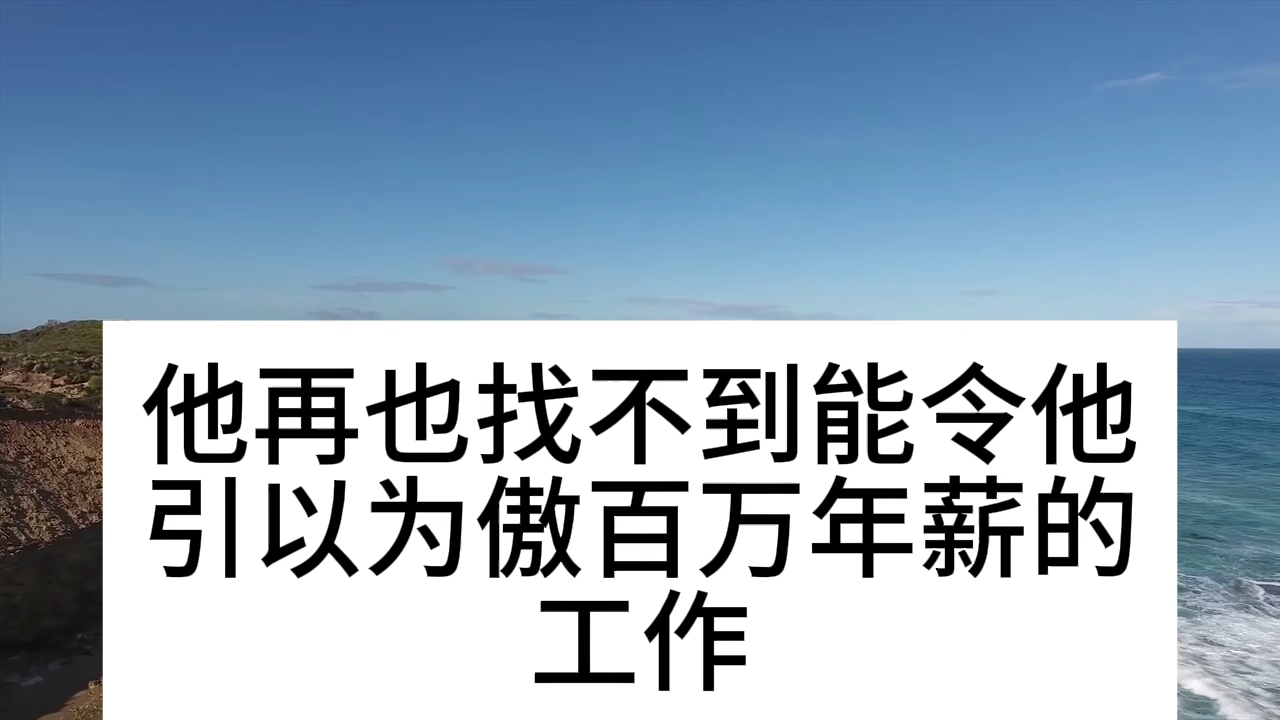 他再也找不到能令他
引以为傲百万年薪的
工作